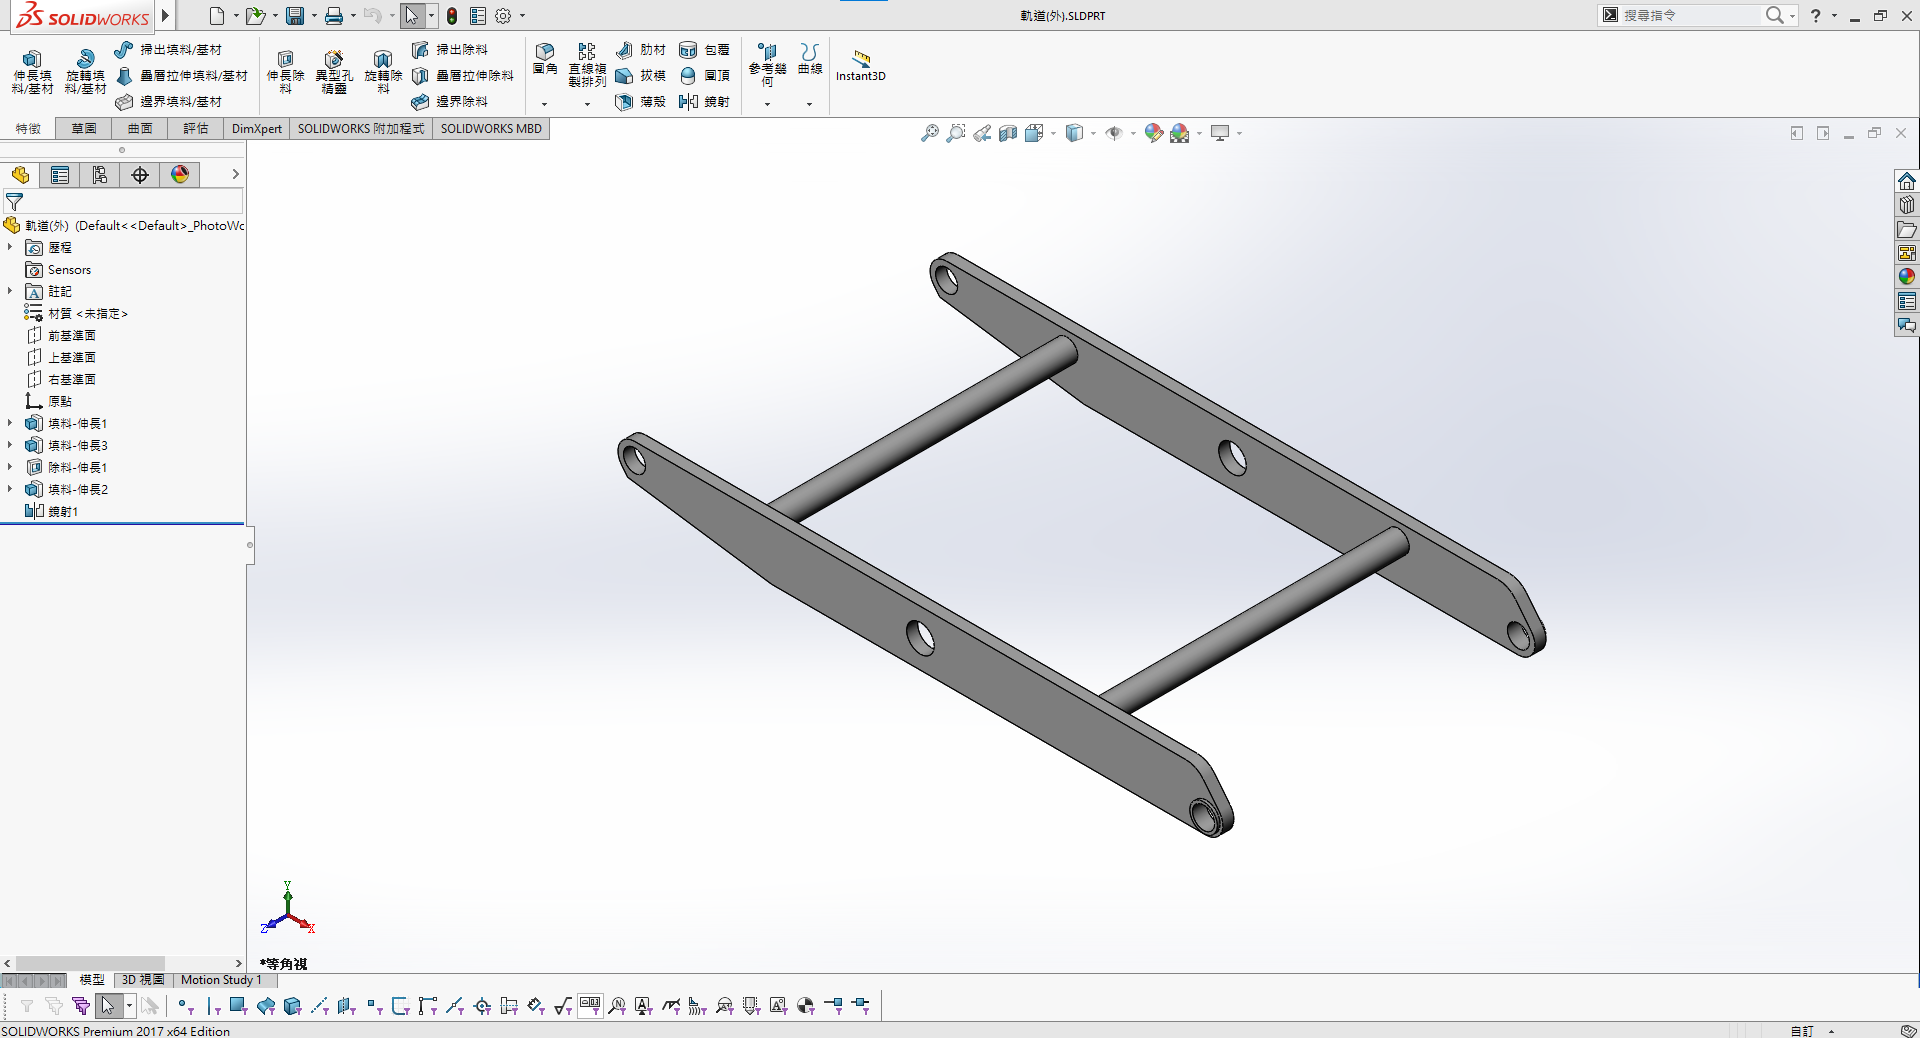 SOLIDWORKS
軌道(外).SLDPRT
搜尋指令
伸長填料/基材
旋轉填料/基材
掃出填料/基材
疊層拉伸填料/基材
邊界填料/基材
伸長除料
異型孔精靈
旋轉除料
掃出除料
疊層拉伸除料
邊界除料
圓角
直線複製排列
肋材
拔模
薄殼
包覆
圓頂
鏡射
參考幾何
曲線
Instant3D
特徵
草圖
曲面
評估
DimXpert
SOLIDWORKS 附加程式
SOLIDWORKS MBD
軌道(外) (Default<<Default>_PhotoWo
歷程
Sensors
註記
材質 <未指定>
前基準面
上基準面
右基準面
原點
填料-伸長1
填料-伸長3
除料-伸長1
填料-伸長2
鏡射1
Y
Z
X
*等角視
模型
3D 視圖
Motion Study 1
SOLIDWORKS Premium 2017 x64 Edition
自訂